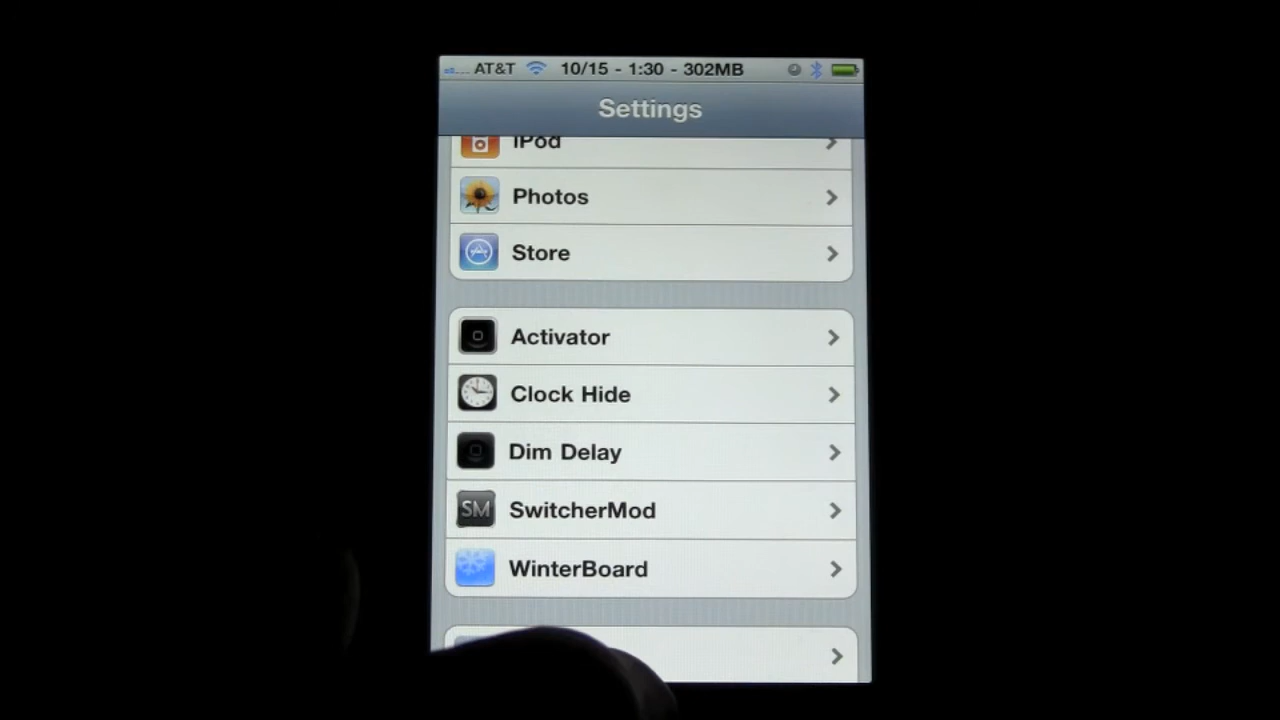 AT&T 10/15 - 1:30 - 302MB
Settings
iPod
Photos
Store
Activator
Clock Hide
Dim Delay
SM SwitcherMod
WinterBoard